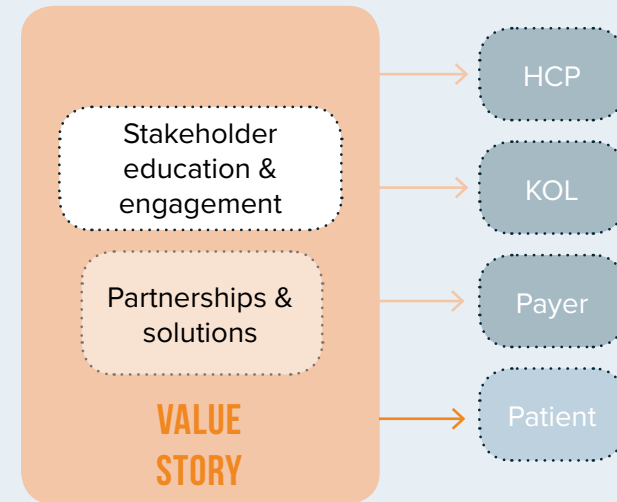 Stakeholder
education &
engagement
Partnerships &
solutions
VALUE
STORY
HCP
KOL
Payer
Patient